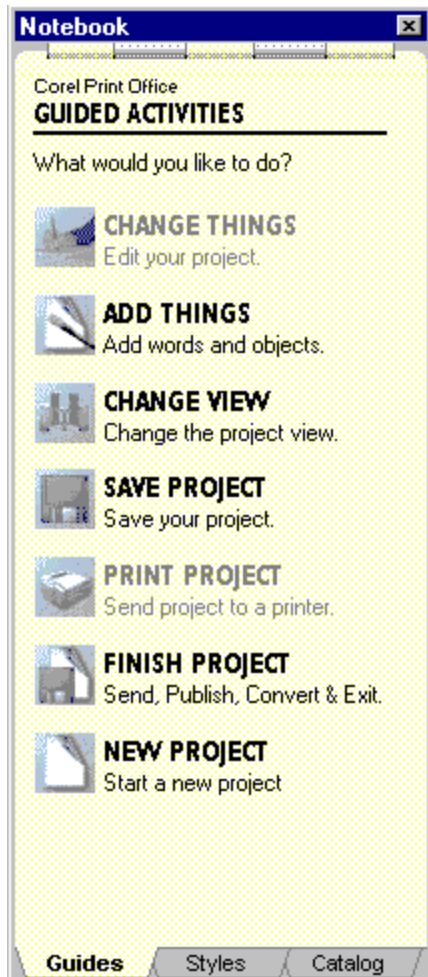 Notebook
Corel Print Office
GUIDED ACTIVITIES
What would you like to do?
CHANGE THINGS
Edit your project.
ADD THINGS
Add words and objects.
CHANGE VIEW
Change the project view.
SAVE PROJECT
Save your project.
PRINT PROJECT
Send project to a printer.
FINISH PROJECT
Send, Publish, Convert & Exit.
NEW PROJECT
Start a new project
Guides Styles Catalog